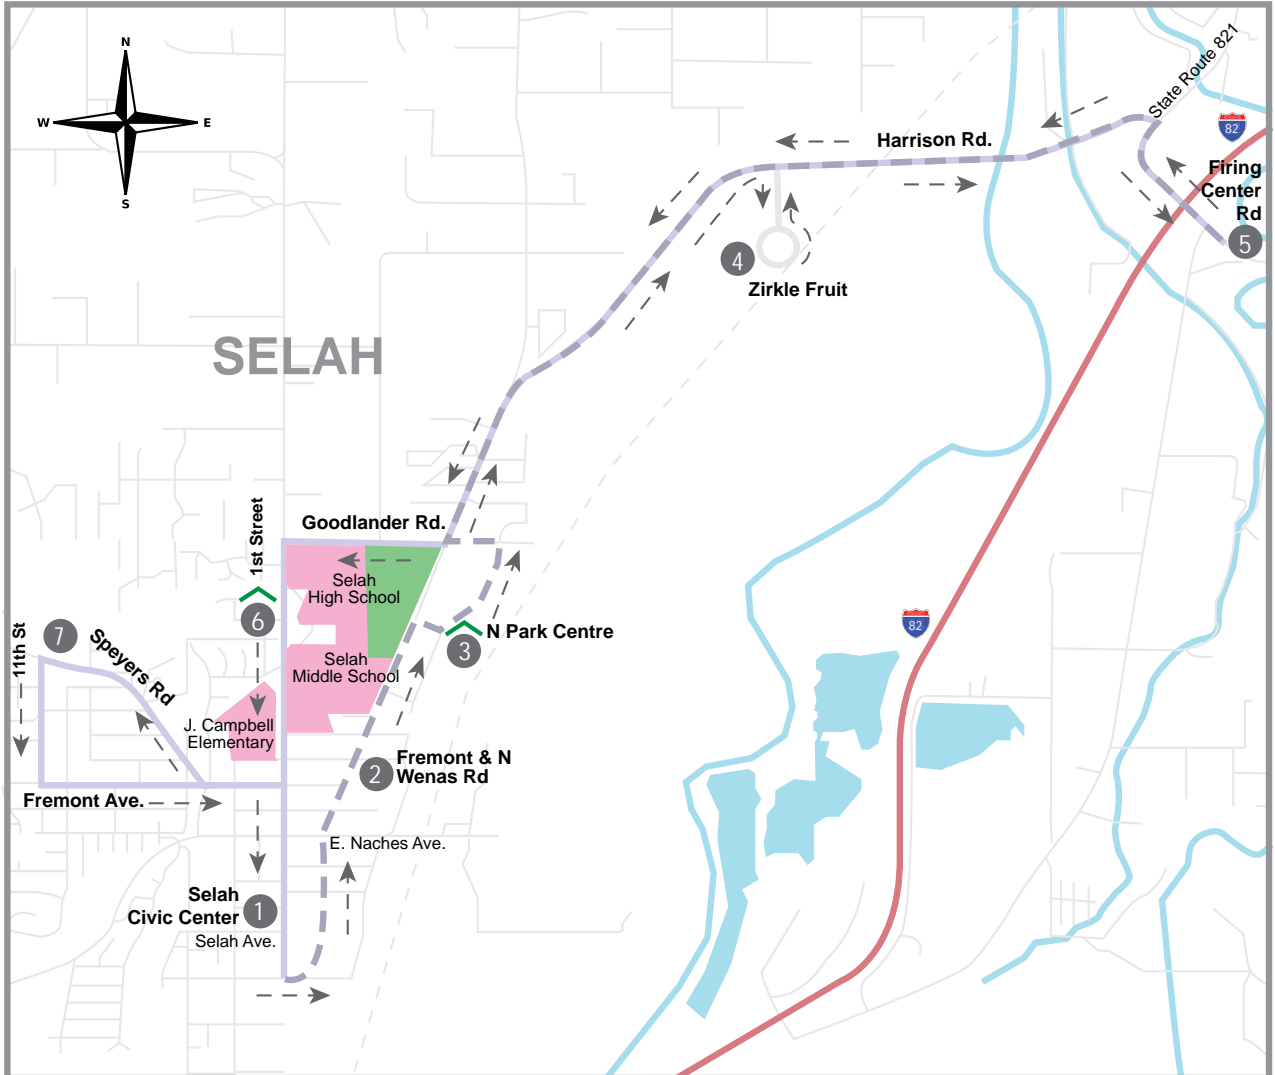 N
W
E
S
State Route 821
82
Harrison Rd.
Firing
Center
Rd
5
4
Zirkle Fruit
SELAH
Goodlander Rd.
1st Street
Selah
High School
6
N Park Centre
3
7
11th St
Speyers Rd
82
Selah
Middle School
J. Campbell
Elementary
2
Fremont & N
Wenas Rd
Fremont Ave.
E. Naches Ave.
Selah
Civic Center
1
Selah Ave.